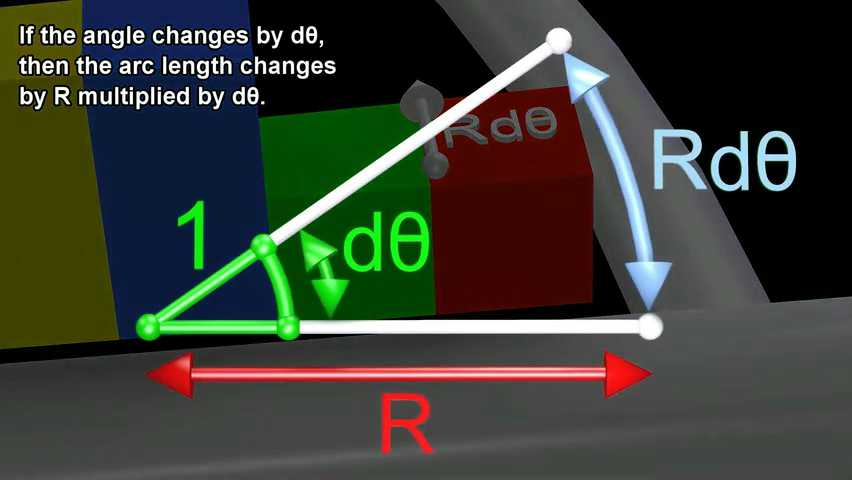 If the angle changes by dθ,
then the arc length changes
by R multiplied by dθ.
Rdθ
Rdθ
1
dθ
R